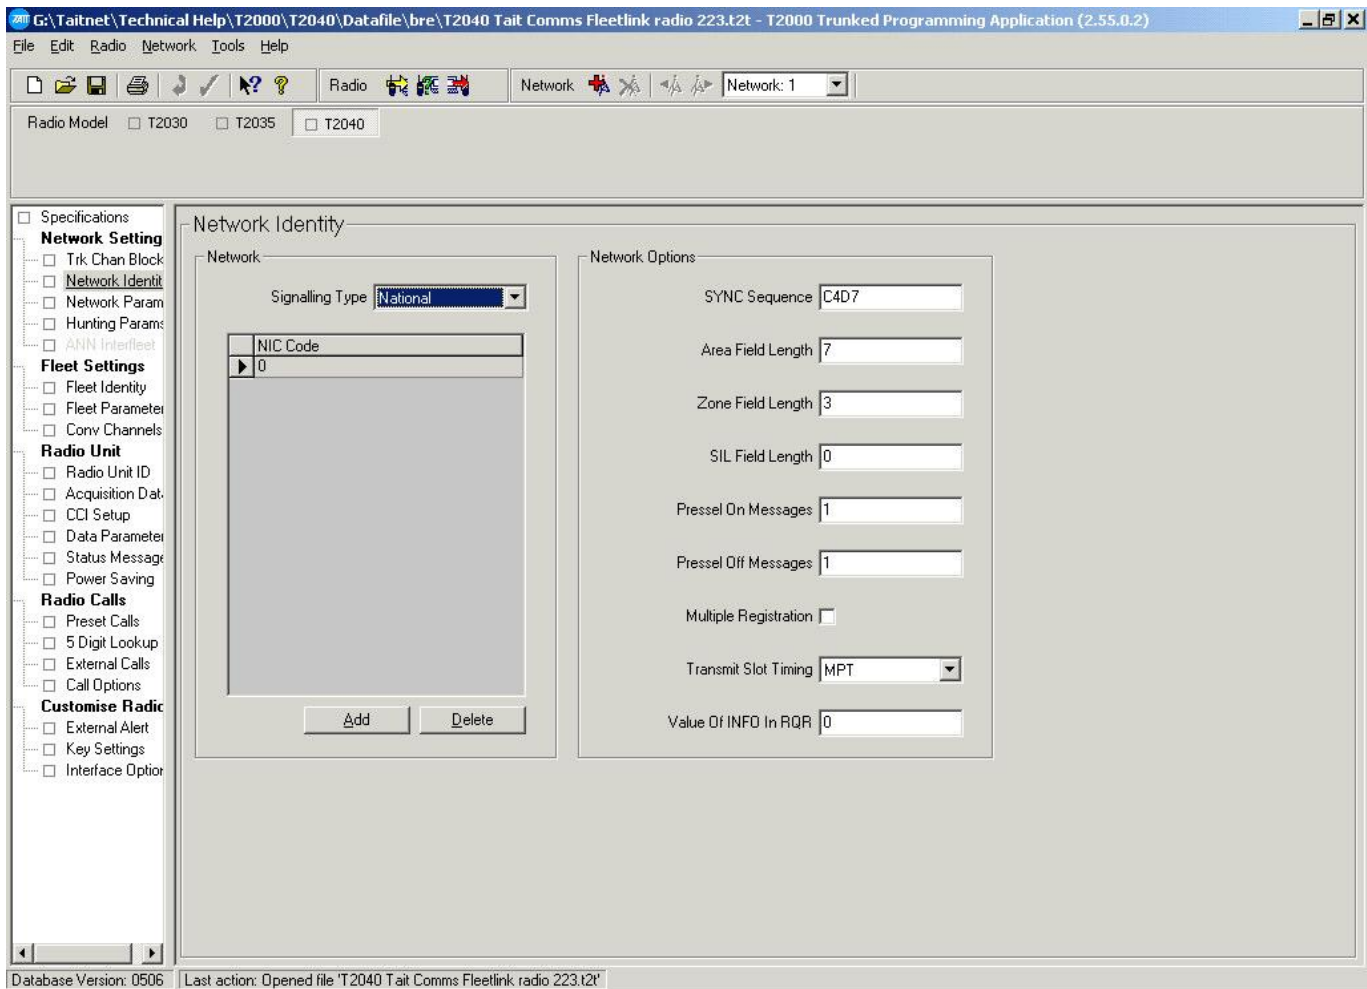 TAIT G:\Taitnet\Technical Help\T2000\T2040\Datafile\bre\T2040 Tait Comms Fleetlink radio 223.t2t - T2000 Trunked Programming Application (2.55.0.2)
File Edit Radio Network Tools Help
Radio Network Network: 1
Radio Model T2030 T2035 T2040
Specifications
Network Setting
Trk Chan Block
Network Identit
Network Param
Hunting Params
ANN Interfleet
Fleet Settings
Fleet Identity
Fleet Parameter
Conv Channels
Radio Unit
Radio Unit ID
Acquisition Dat
CCI Setup
Data Parameter
Status Message
Power Saving
Radio Calls
Preset Calls
5 Digit Lookup
External Calls
Call Options
Customise Radio
External Alert
Key Settings
Interface Option
Network Identity
Network
Signalling Type National
NIC Code
0
Add Delete
Network Options
SYNC Sequence C4D7
Area Field Length 7
Zone Field Length 3
SIL Field Length 0
Pressel On Messages 1
Pressel Off Messages 1
Multiple Registration
Transmit Slot Timing MPT
Value Of INFO In RQR 0
Database Version: 0506 Last action: Opened file 'T2040 Tait Comms Fleetlink radio 223.t2t'